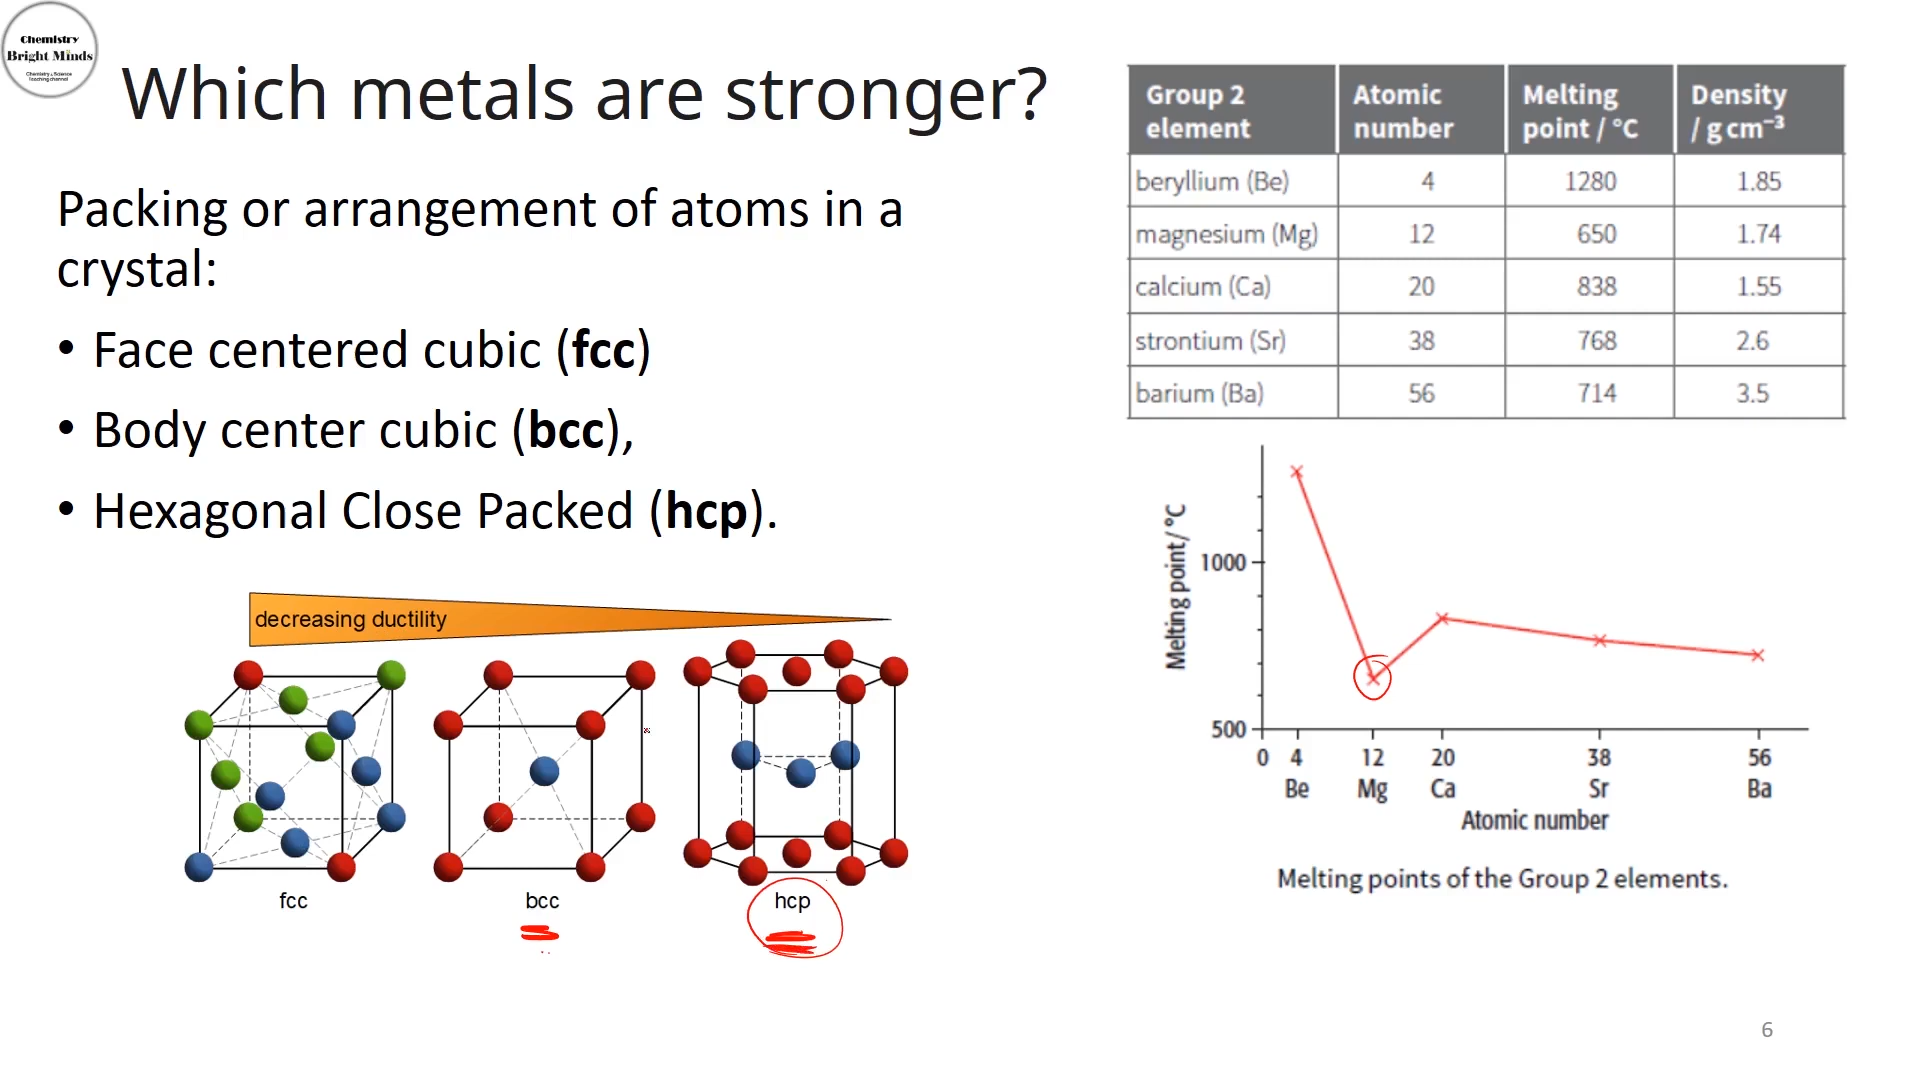 Chemistry
Bright Minds
Chemistry & Science
Teaching channel
Which metals are stronger?
Packing or arrangement of atoms in a
crystal:
• Face centered cubic (fcc)
• Body center cubic (bcc),
• Hexagonal Close Packed (hcp).
decreasing ductility
fcc
bcc
hcp
Group 2 element Atomic number Melting point / °C Density / g cm⁻³
beryllium (Be) 4 1280 1.85
magnesium (Mg) 12 650 1.74
calcium (Ca) 20 838 1.55
strontium (Sr) 38 768 2.6
barium (Ba) 56 714 3.5
Melting point/°C
1000
500
0 4 12 20 38 56
Be Mg Ca Sr Ba
Atomic number
Melting points of the Group 2 elements.
6